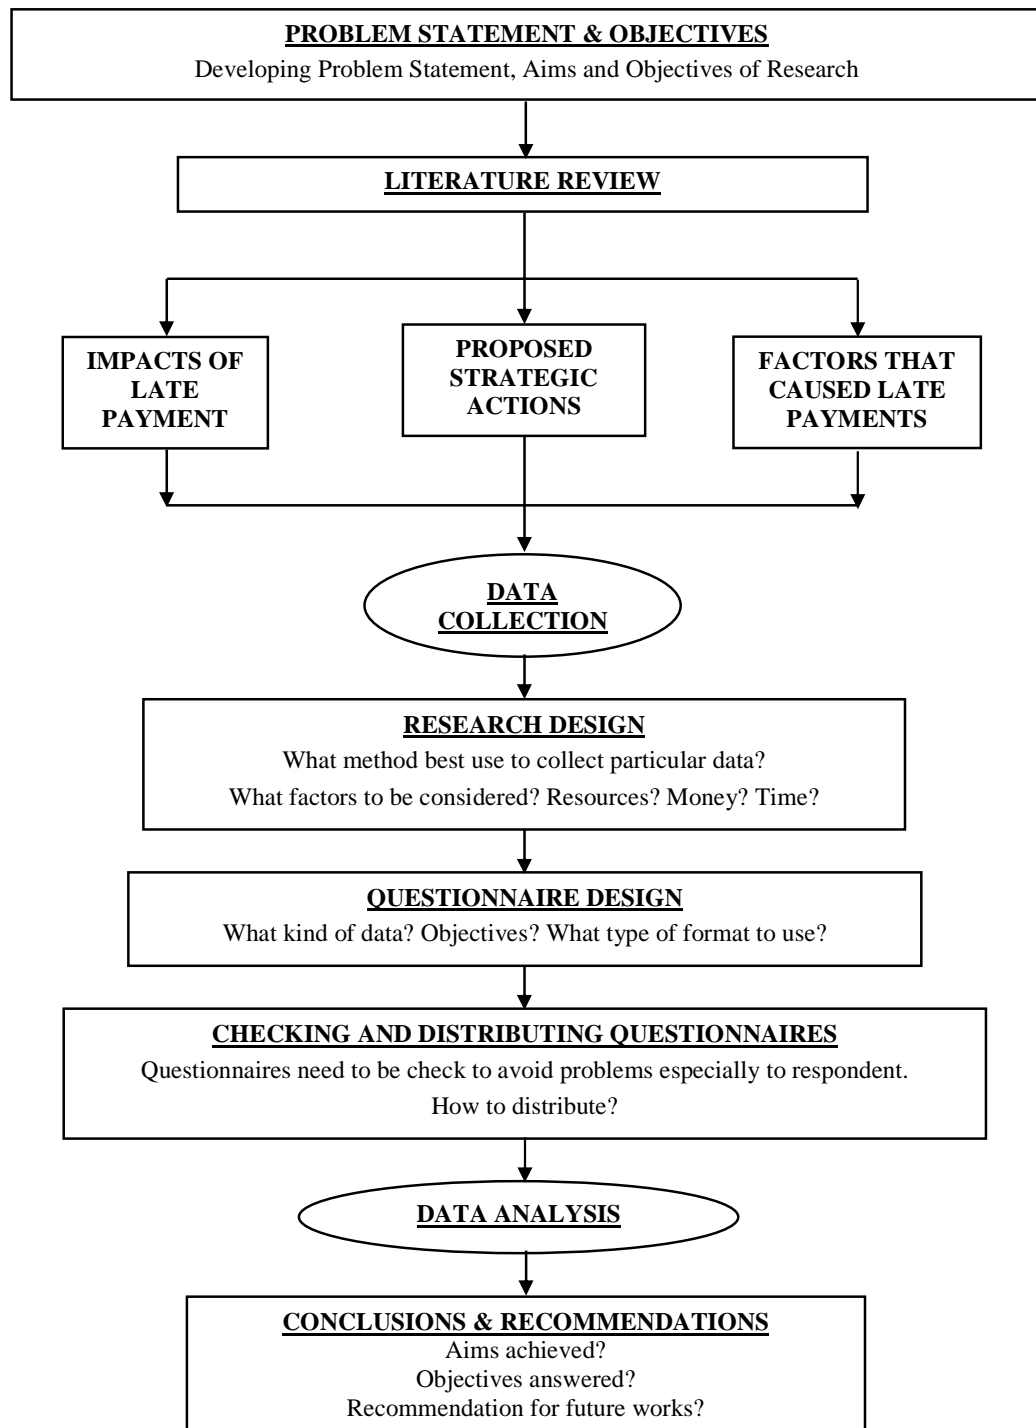 PROBLEM STATEMENT & OBJECTIVES
Developing Problem Statement, Aims and Objectives of Research
LITERATURE REVIEW
IMPACTS OF
LATE
PAYMENT
PROPOSED
STRATEGIC
ACTIONS
FACTORS THAT
CAUSED LATE
PAYMENTS
DATA
COLLECTION
RESEARCH DESIGN
What method best use to collect particular data?
What factors to be considered? Resources? Money? Time?
QUESTIONNAIRE DESIGN
What kind of data? Objectives? What type of format to use?
CHECKING AND DISTRIBUTING QUESTIONNAIRES
Questionnaires need to be check to avoid problems especially to respondent.
How to distribute?
DATA ANALYSIS
CONCLUSIONS & RECOMMENDATIONS
Aims achieved?
Objectives answered?
Recommendation for future works?